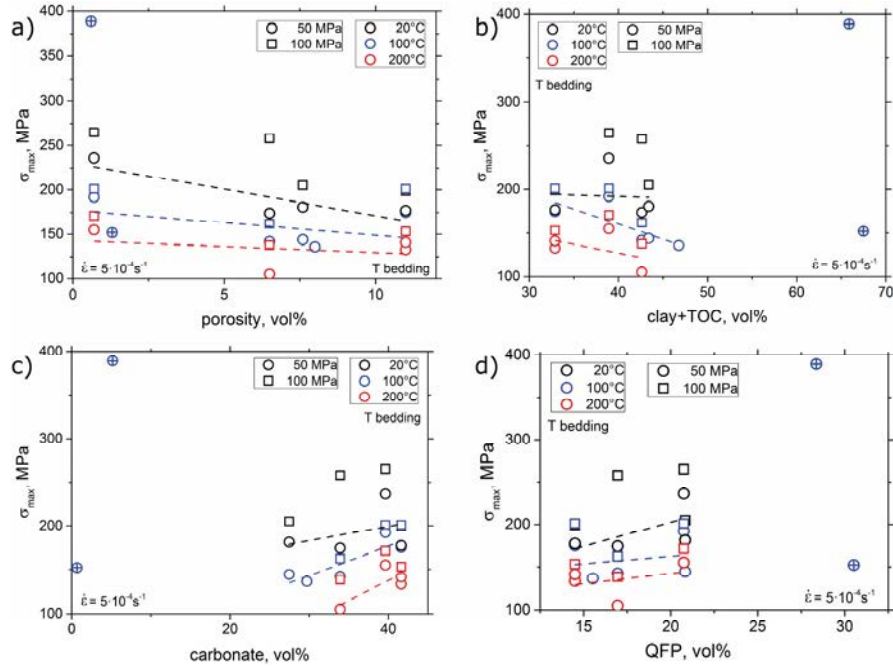 a)
400
350
300
250
200
150
100
σmax, MPa
50 MPa
100 MPa
20°C
100°C
200°C
ε̇ = 5·10⁻⁴s⁻¹
T bedding
0
5
10
porosity, vol%
b)
400
350
300
250
200
150
100
σmax, MPa
20°C
100°C
200°C
50 MPa
100 MPa
T bedding
ε̇ = 5·10⁻⁴s⁻¹
30
40
50
60
70
clay+TOC, vol%
c)
400
300
200
100
σmax, MPa
50 MPa
100 MPa
20°C
100°C
200°C
T bedding
ε̇ = 5·10⁻⁴s⁻¹
0
20
40
carbonate, vol%
d)
400
300
200
100
σmax, MPa
20°C
100°C
200°C
50 MPa
100 MPa
T bedding
ε̇ = 5·10⁻⁴s⁻¹
15
20
25
30
QFP, vol%